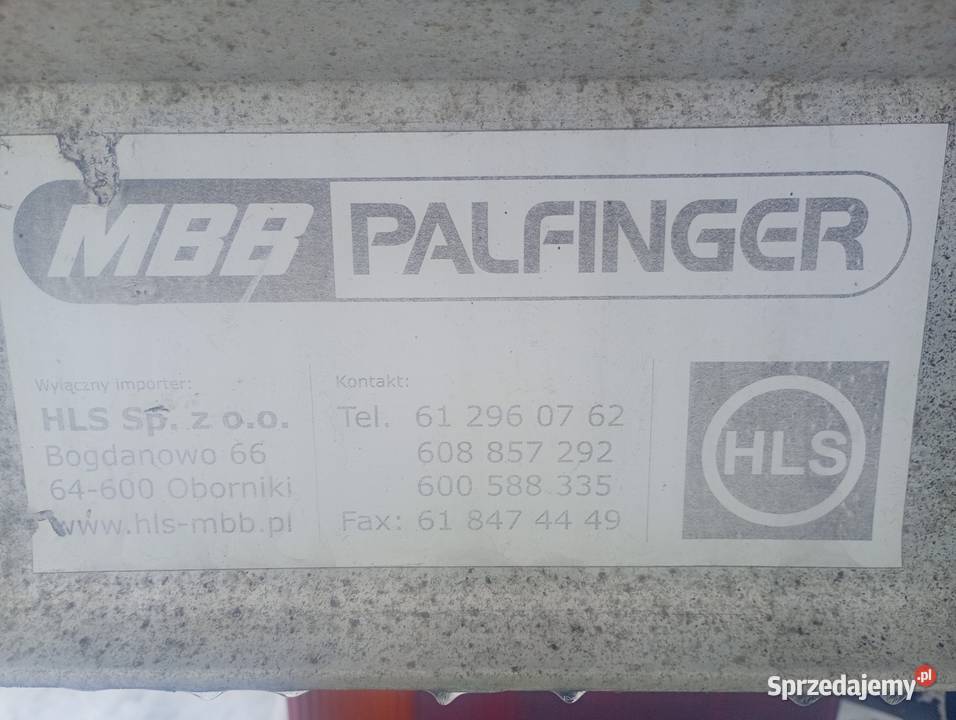 MBB PALFINGER
Wyłączny importer:
HLS Sp. z o.o.
Bogdanowo 66
64-600 Oborniki
www.hls-mbb.pl
Kontakt:
Tel. 61 296 07 62
608 857 292
600 588 335
Fax: 61 847 44 49
HLS
Sprzedajemy.pl